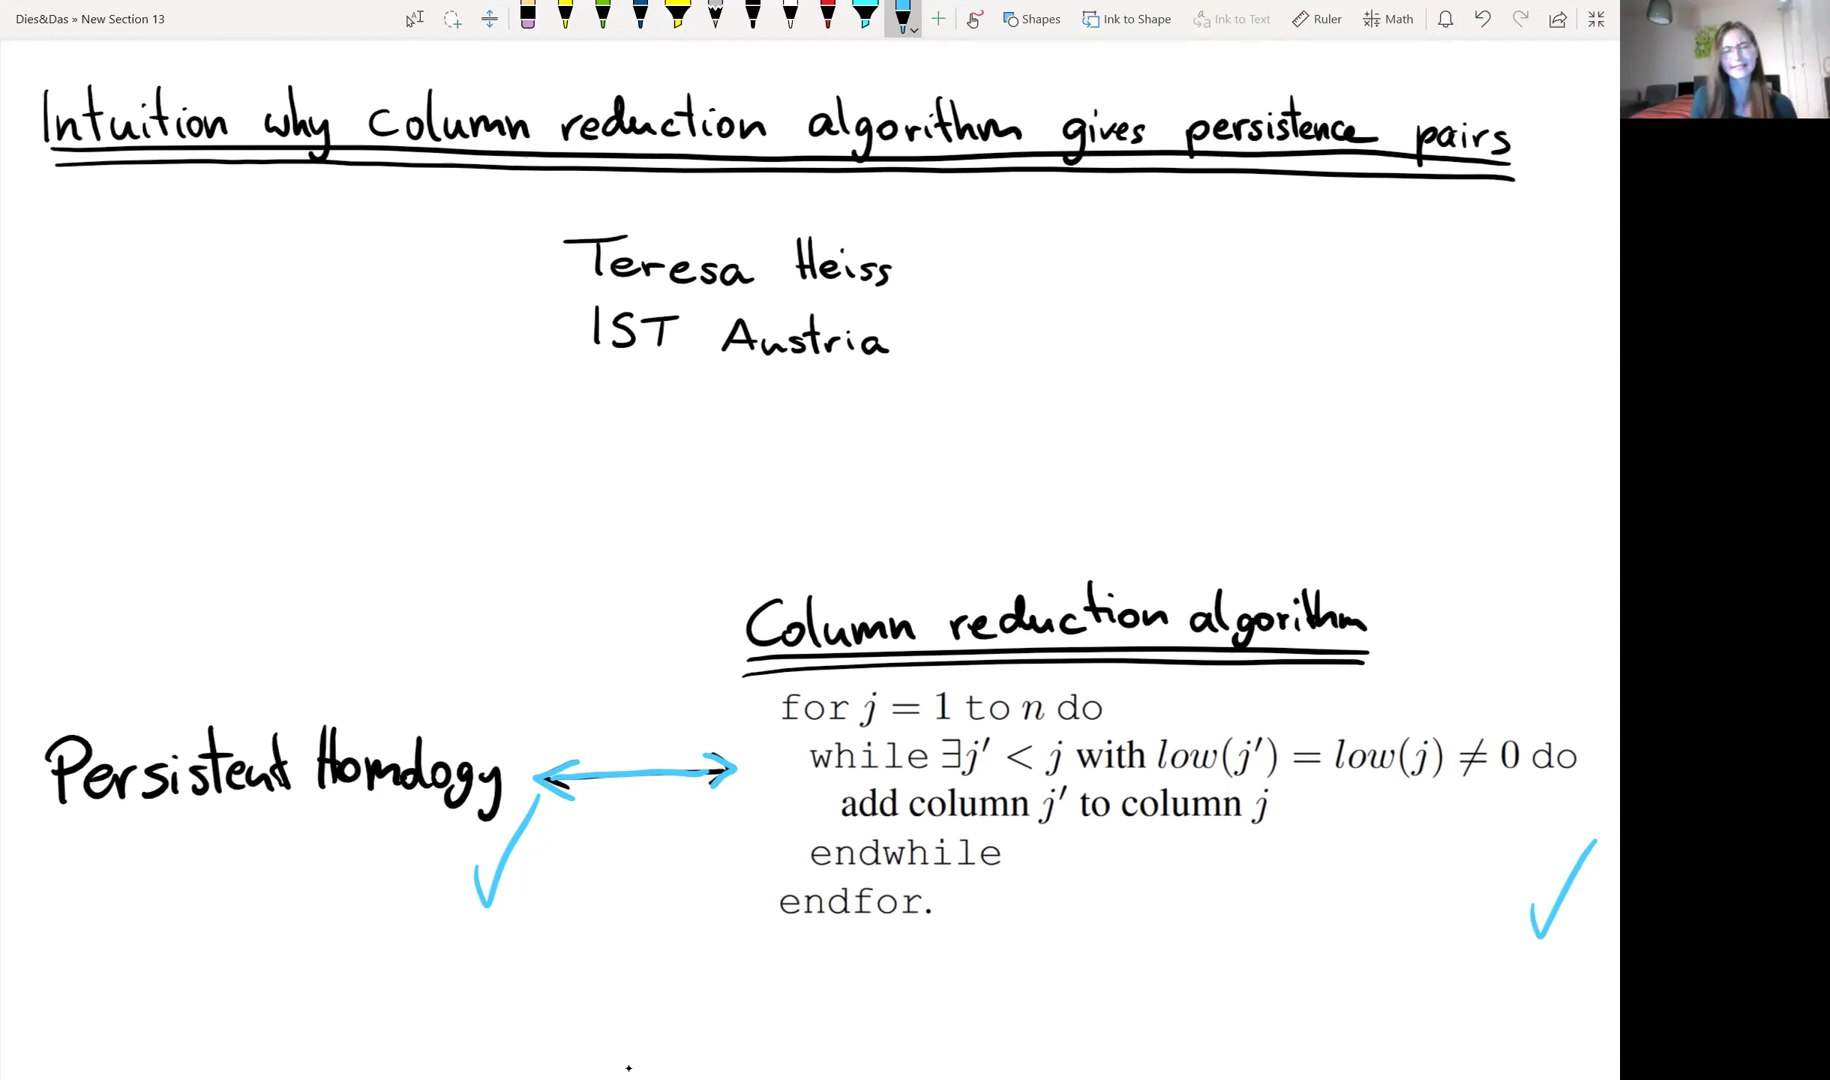 Dies&Das » New Section 13
Shapes Ink to Shape Ink to Text Ruler Math
Intuition why column reduction algorithm gives persistence pairs
Teresa Heiss
IST Austria
Column reduction algorithm
for j = 1 to n do
while ∃j′ < j with low(j′) = low(j) ≠ 0 do
add column j′ to column j
endwhile
endfor.
Persistent Homology